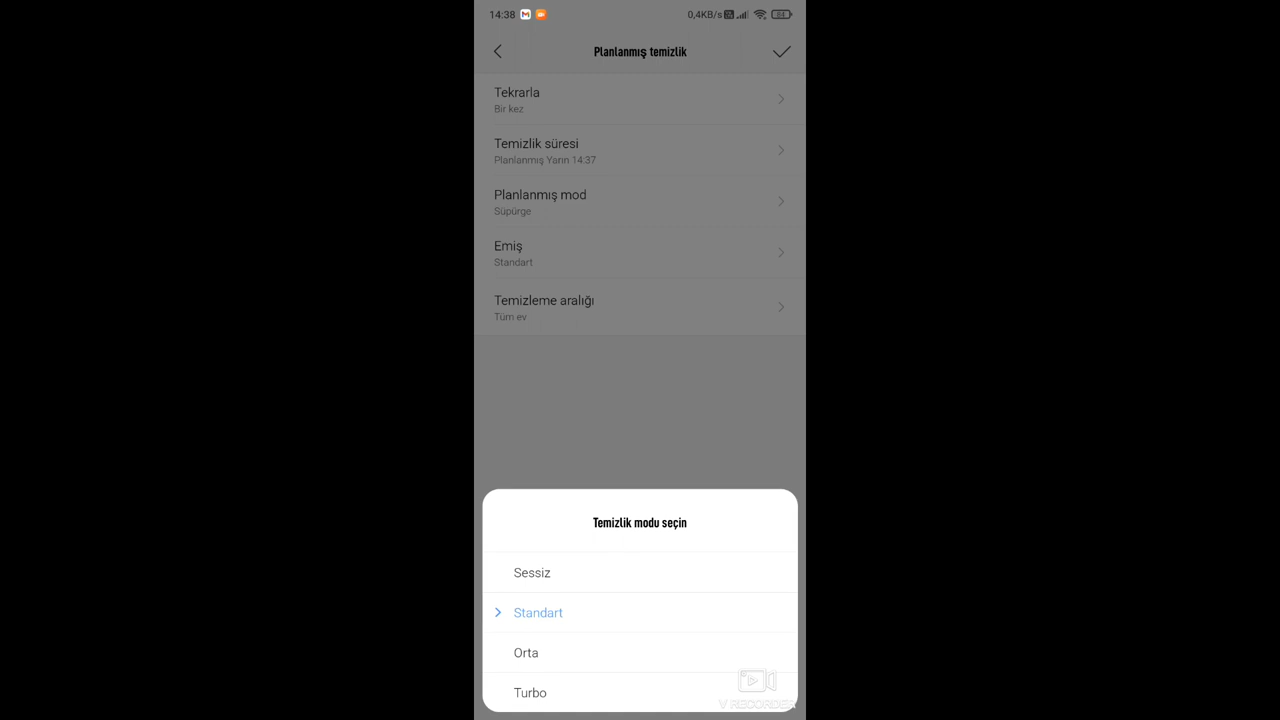 14:38 0,4KB/s
Planlanmış temizlik
Tekrarla
Bir kez
Temizlik süresi
Planlanmış Yarın 14:37
Planlanmış mod
Süpürge
Emiş
Standart
Temizleme aralığı
Tüm ev
Temizlik modu seçin
Sessiz
Standart
Orta
Turbo
V RECORDER